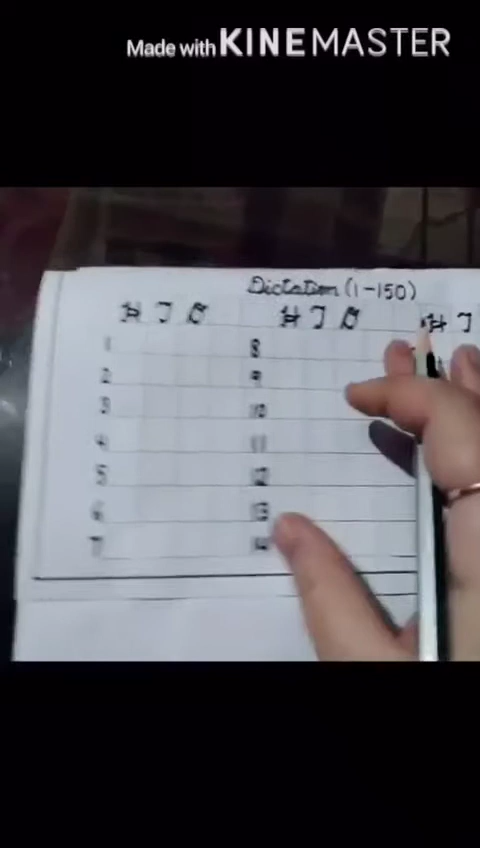 Made with KINEMASTER
Dictation (1-150)
H T O H T O H T
1 8
2 9
3 10
4 11
5 12
6 13
7 14